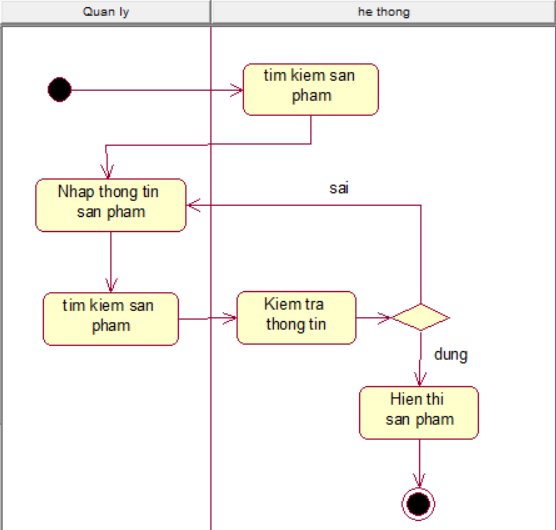 Quan ly
he thong
tim kiem san
pham
Nhap thong tin
san pham
sai
tim kiem san
pham
Kiem tra
thong tin
dung
Hien thi
san pham